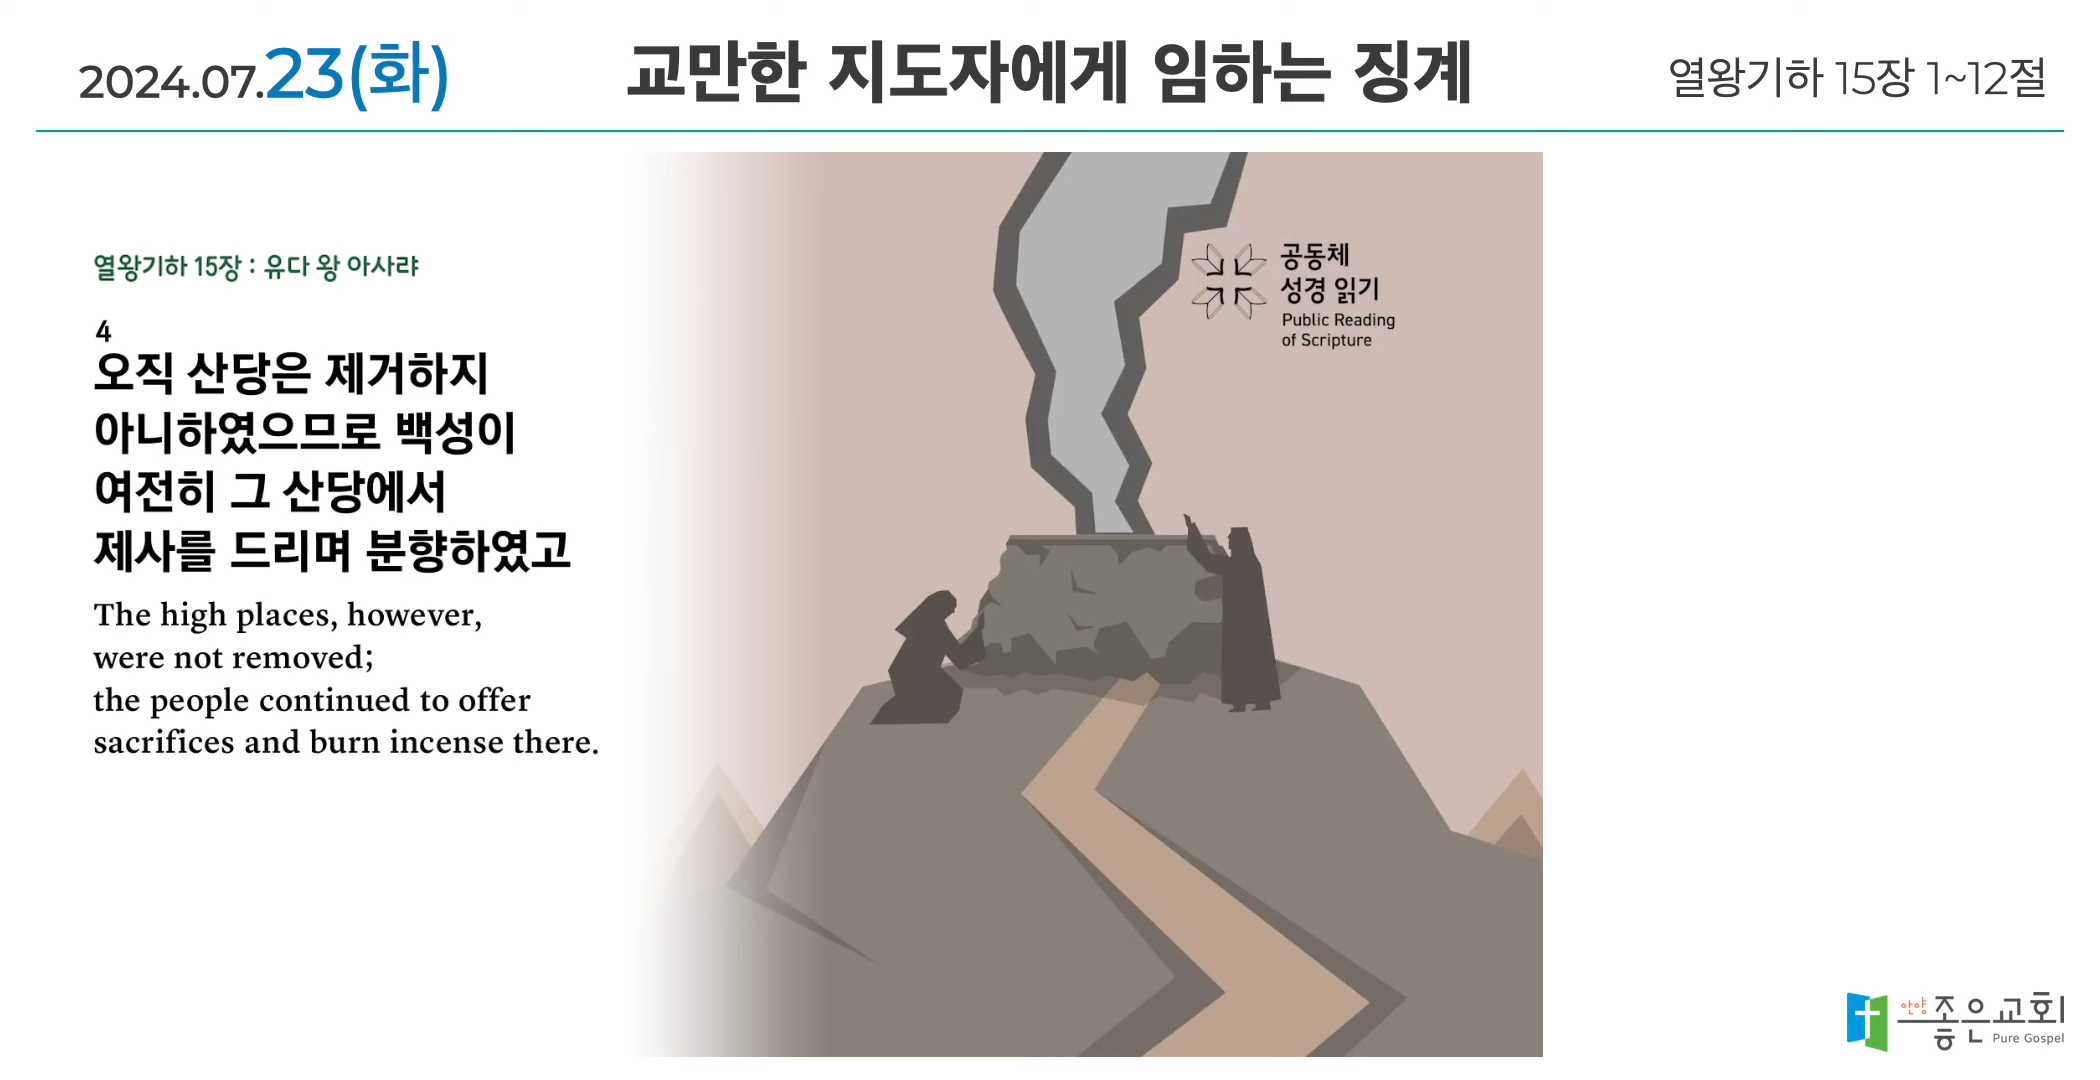 2024.07.23(화)
교만한 지도자에게 임하는 징계
열왕기하 15장 1~12절
열왕기하 15장 : 유다 왕 아사랴
4
오직 산당은 제거하지
아니하였으므로 백성이
여전히 그 산당에서
제사를 드리며 분향하였고
The high places, however,
were not removed;
the people continued to offer
sacrifices and burn incense there.
공동체
성경 읽기
Public Reading
of Scripture
안양 좋은교회
Pure Gospel